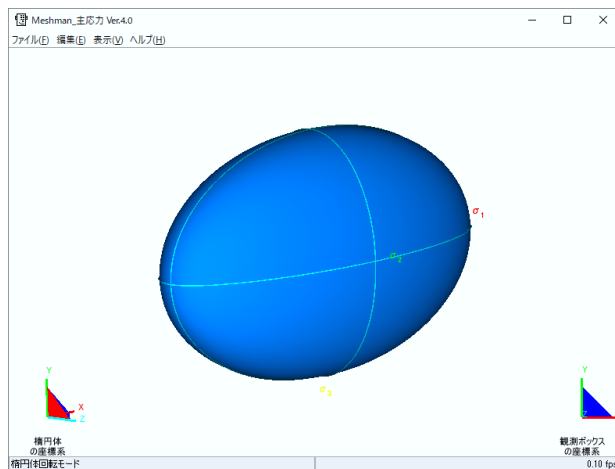 Meshman_主応力 Ver.4.0
ファイル(F) 編集(E) 表示(V) ヘルプ(H)
σ1
σ2
σ3
Y
X
Z
楕円体
の座標系
Y
Z
観測ボックス
の座標系
楕円体回転モード
0.10 fps